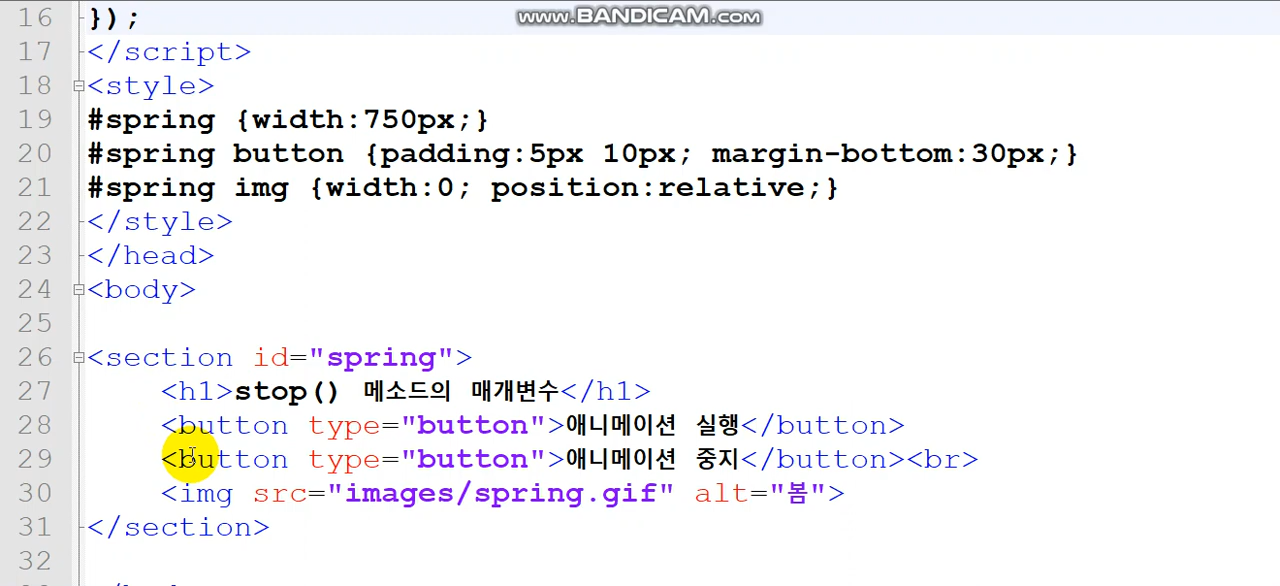 www.BANDICAM.com
16 });
17 </script>
18 <style>
19 #spring {width:750px;}
20 #spring button {padding:5px 10px; margin-bottom:30px;}
21 #spring img {width:0; position:relative;}
22 </style>
23 </head>
24 <body>
25
26 <section id="spring">
27 <h1>stop() 메소드의 매개변수</h1>
28 <button type="button">애니메이션 실행</button>
29 <button type="button">애니메이션 중지</button><br>
30 <img src="images/spring.gif" alt="봄">
31 </section>
32